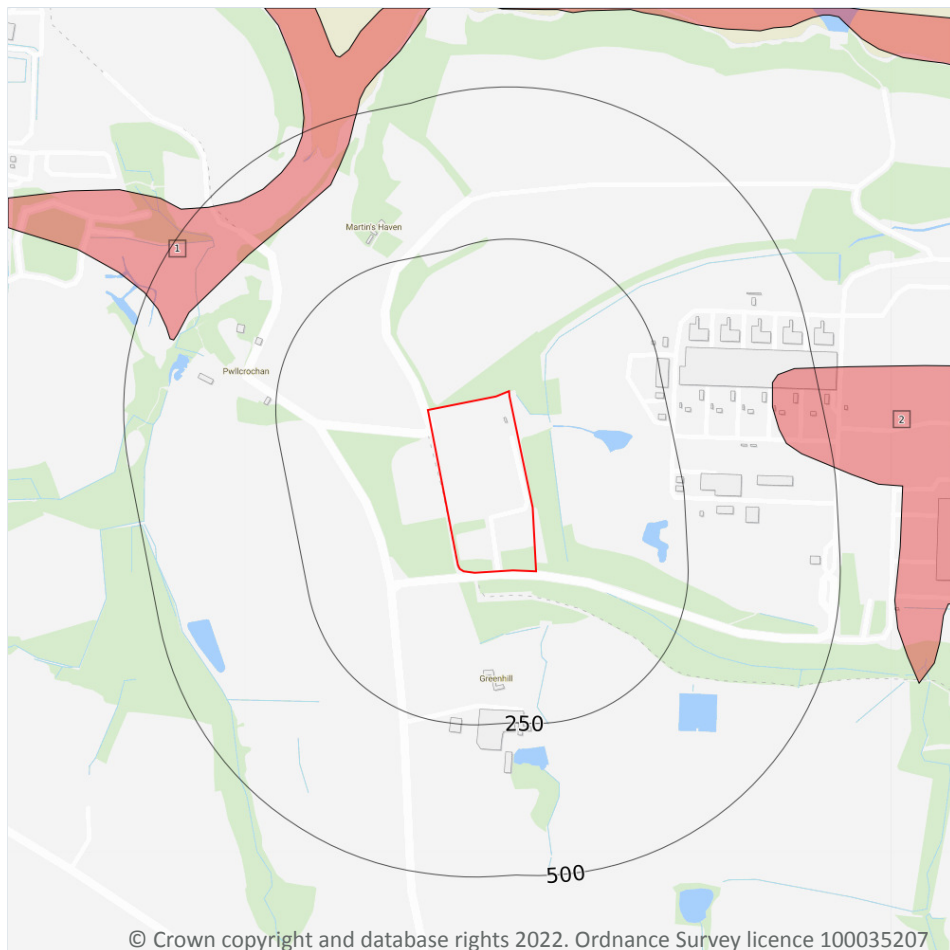 Martin's Haven
1
Pwllcrochan
2
Greenhill
250
500
© Crown copyright and database rights 2022. Ordnance Survey licence 100035207